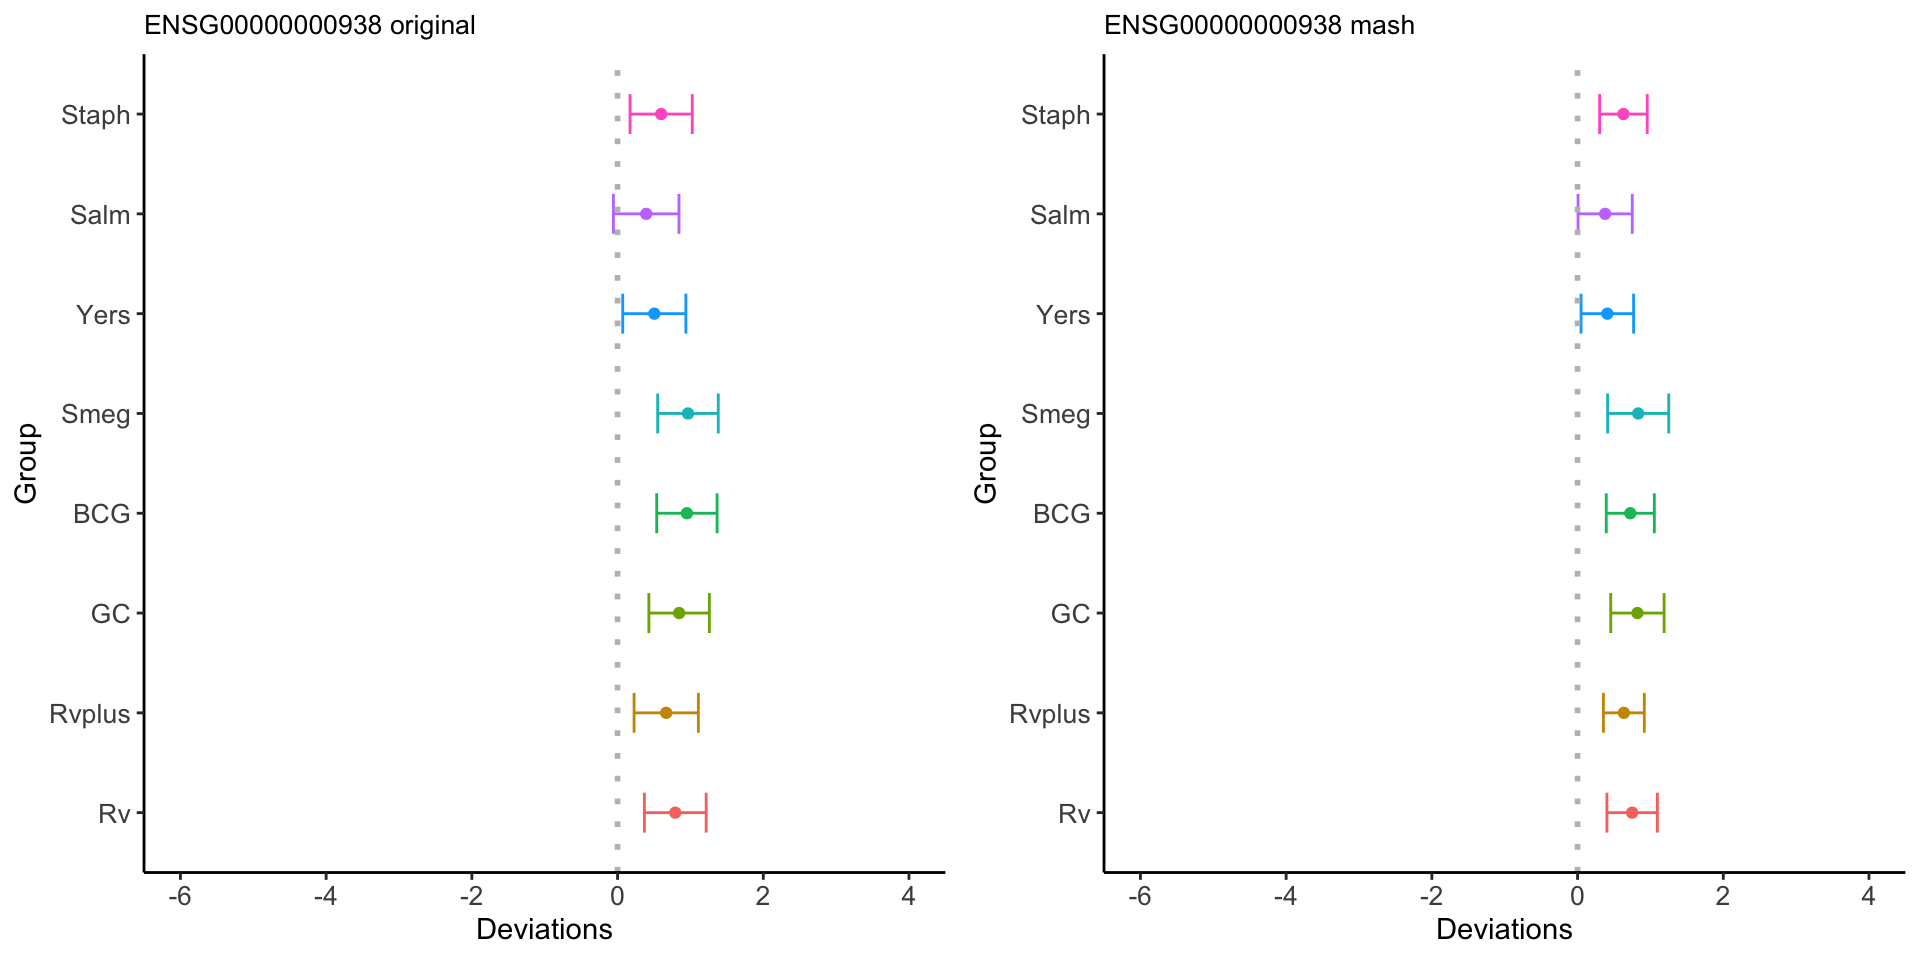 ENSG00000000938 original
Group
Staph
Salm
Yers
Smeg
BCG
GC
Rvplus
Rv
-6 -4 -2 0 2 4
Deviations
ENSG00000000938 mash
Group
Staph
Salm
Yers
Smeg
BCG
GC
Rvplus
Rv
-6 -4 -2 0 2 4
Deviations